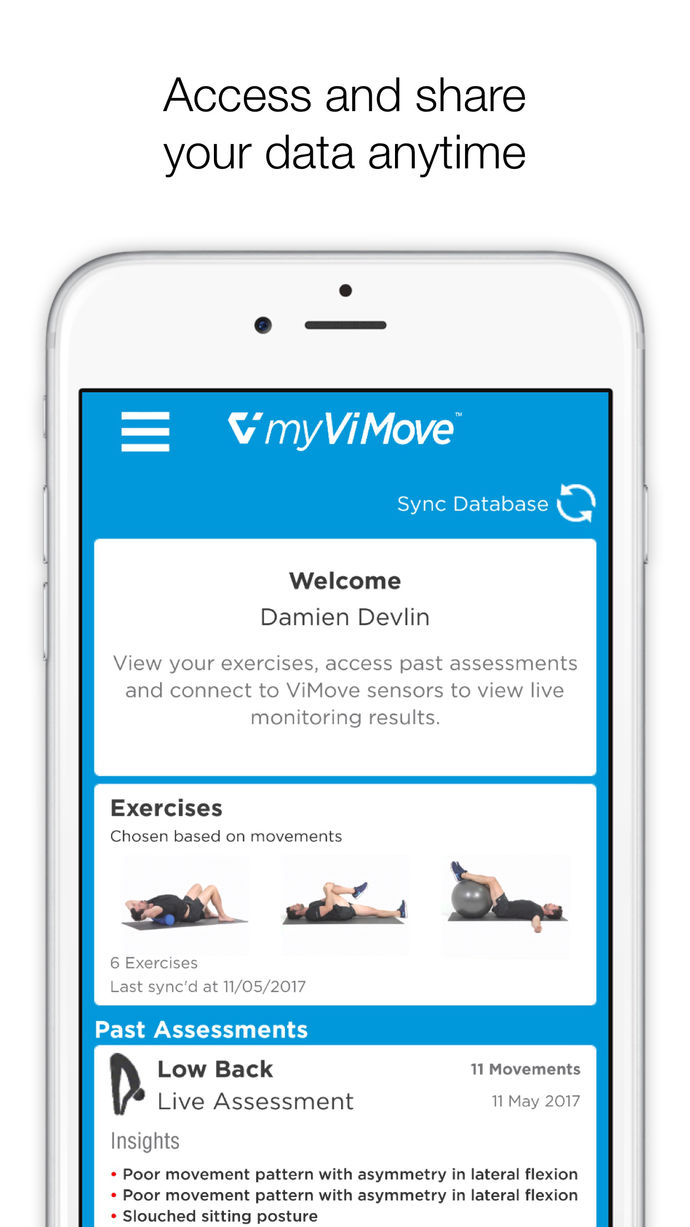 Access and share
your data anytime
myViMove™
Sync Database
Welcome
Damien Devlin
View your exercises, access past assessments
and connect to ViMove sensors to view live
monitoring results.
Exercises
Chosen based on movements
6 Exercises
Last sync'd at 11/05/2017
Past Assessments
Low Back
11 Movements
Live Assessment
11 May 2017
Insights
• Poor movement pattern with asymmetry in lateral flexion
• Poor movement pattern with asymmetry in lateral flexion
• Slouched sitting posture